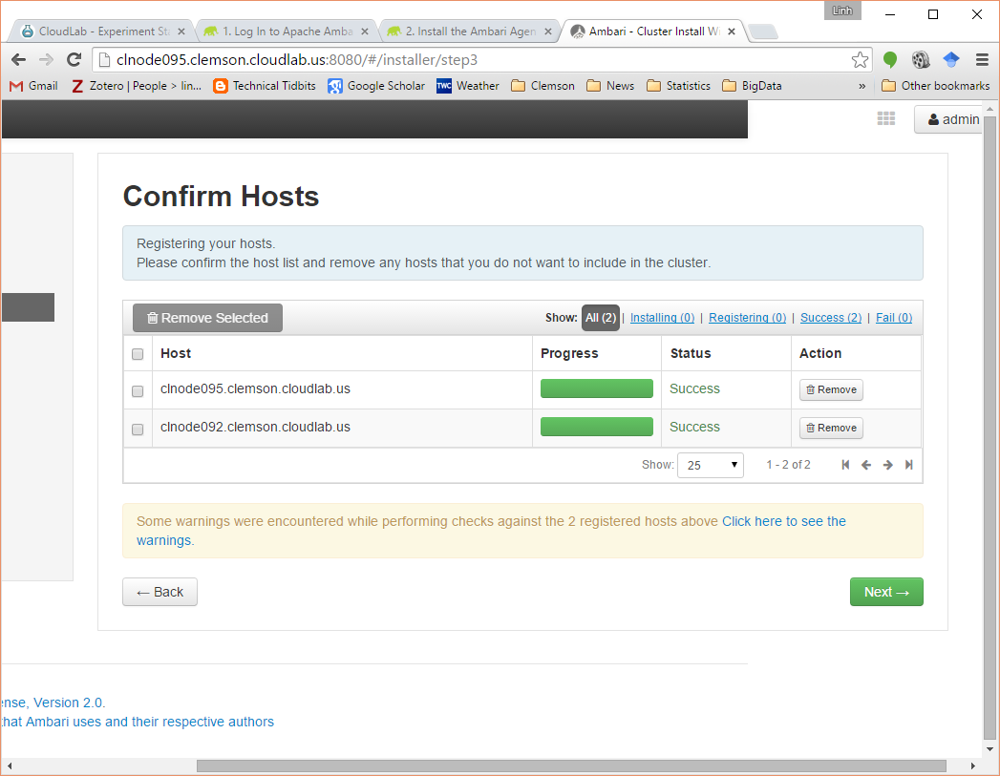 Linh
CloudLab - Experiment Sta
1. Log In to Apache Amba
2. Install the Ambari Agen
Ambari - Cluster Install Wi
clnode095.clemson.cloudlab.us:8080/#/installer/step3
Gmail
Zotero | People > lin...
Technical Tidbits
Google Scholar
TWC Weather
Clemson
News
Statistics
BigData
»
Other bookmarks
admin
Confirm Hosts
Registering your hosts.
Please confirm the host list and remove any hosts that you do not want to include in the cluster.
Remove Selected
Show: All (2) | Installing (0) | Registering (0) | Success (2) | Fail (0)
Host Progress Status Action
clnode095.clemson.cloudlab.us Success Remove
clnode092.clemson.cloudlab.us Success Remove
Show: 25 1 - 2 of 2
Some warnings were encountered while performing checks against the 2 registered hosts above Click here to see the
warnings.
← Back
Next →
ense, Version 2.0.
that Ambari uses and their respective authors